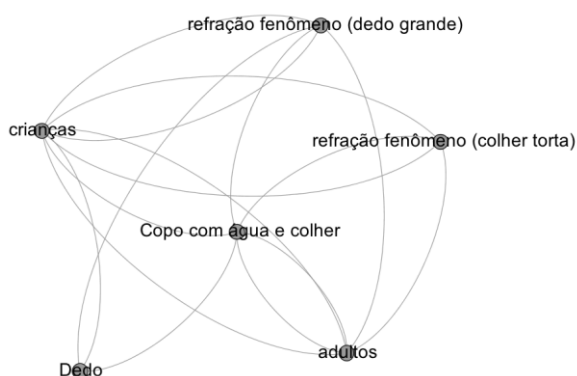 refração fenômeno (dedo grande)
crianças
refração fenômeno (colher torta)
Copo com água e colher
adultos
Dedo